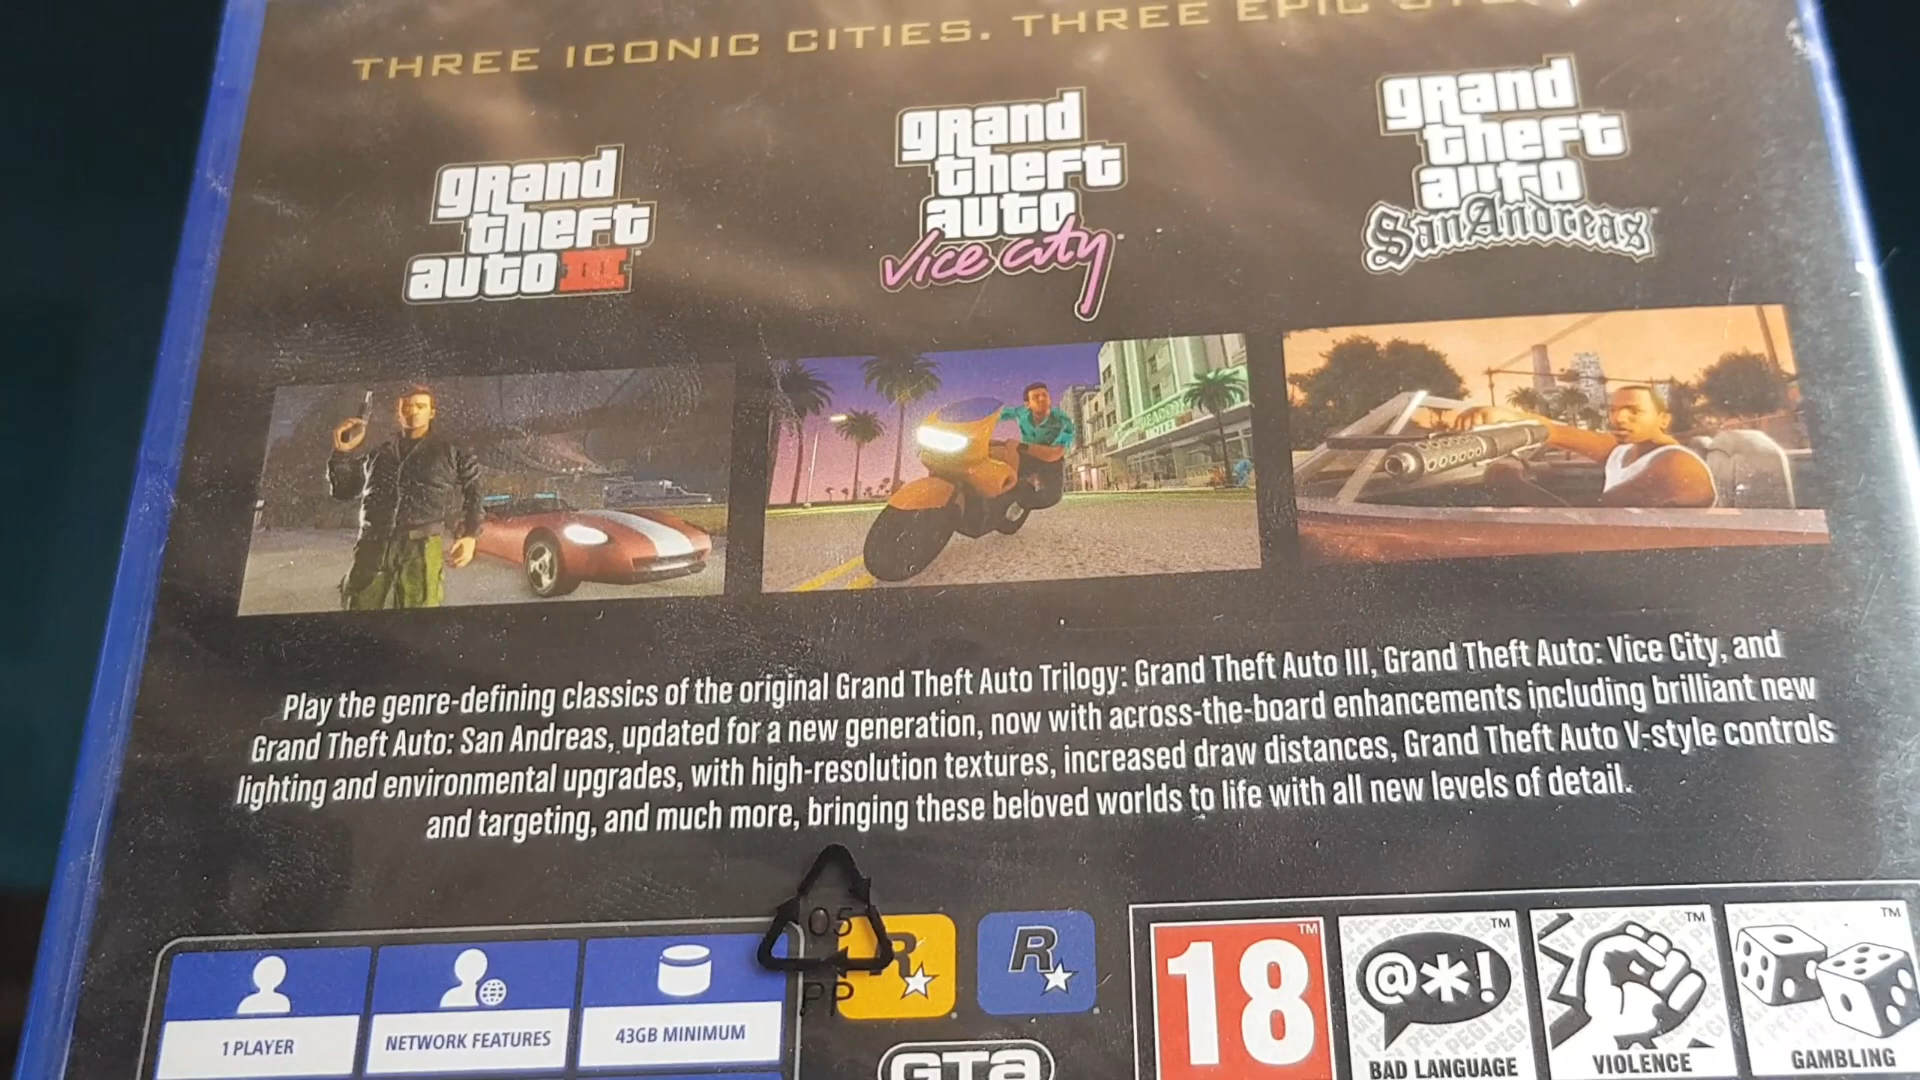 THREE ICONIC CITIES. THREE EPIC
grand
theft
auto III
grand
theft
auto
Vice City
grand
theft
auto
San Andreas
Play the genre-defining classics of the original Grand Theft Auto Trilogy: Grand Theft Auto III, Grand Theft Auto: Vice City, and
Grand Theft Auto: San Andreas, updated for a new generation, now with across-the-board enhancements including brilliant new
lighting and environmental upgrades, with high-resolution textures, increased draw distances, Grand Theft Auto V-style controls
and targeting, and much more, bringing these beloved worlds to life with all new levels of detail.
05
PP
R
R
1 PLAYER
NETWORK FEATURES
43GB MINIMUM
GTA
18
TM
@*!
TM
BAD LANGUAGE
TM
VIOLENCE
TM
GAMBLING